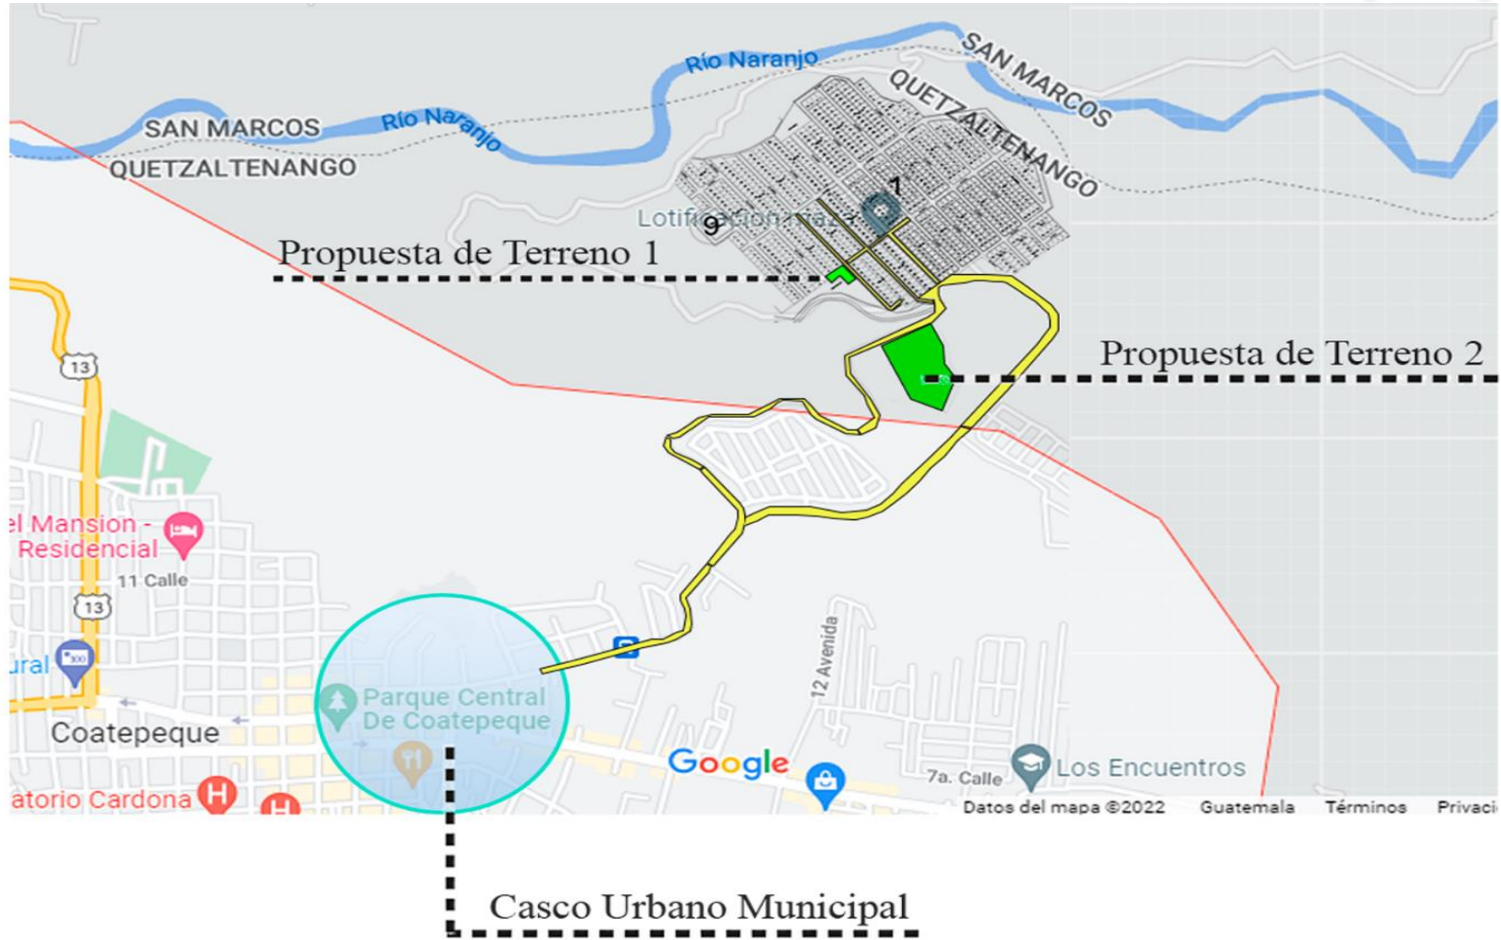 Río Naranjo
SAN MARCOS
QUETZALTENANGO
SAN MARCOS
Río Naranjo
QUETZALTENANGO
1
9
Propuesta de Terreno 1
Propuesta de Terreno 2
13
el Mansion -
Residencial
11 Calle
13
ural
12 Avenida
Parque Central
De Coatepeque
Coatepeque
Google
7a. Calle
Los Encuentros
atorio Cardona
H
H
Datos del mapa ©2022
Guatemala
Términos
Privaci
Casco Urbano Municipal